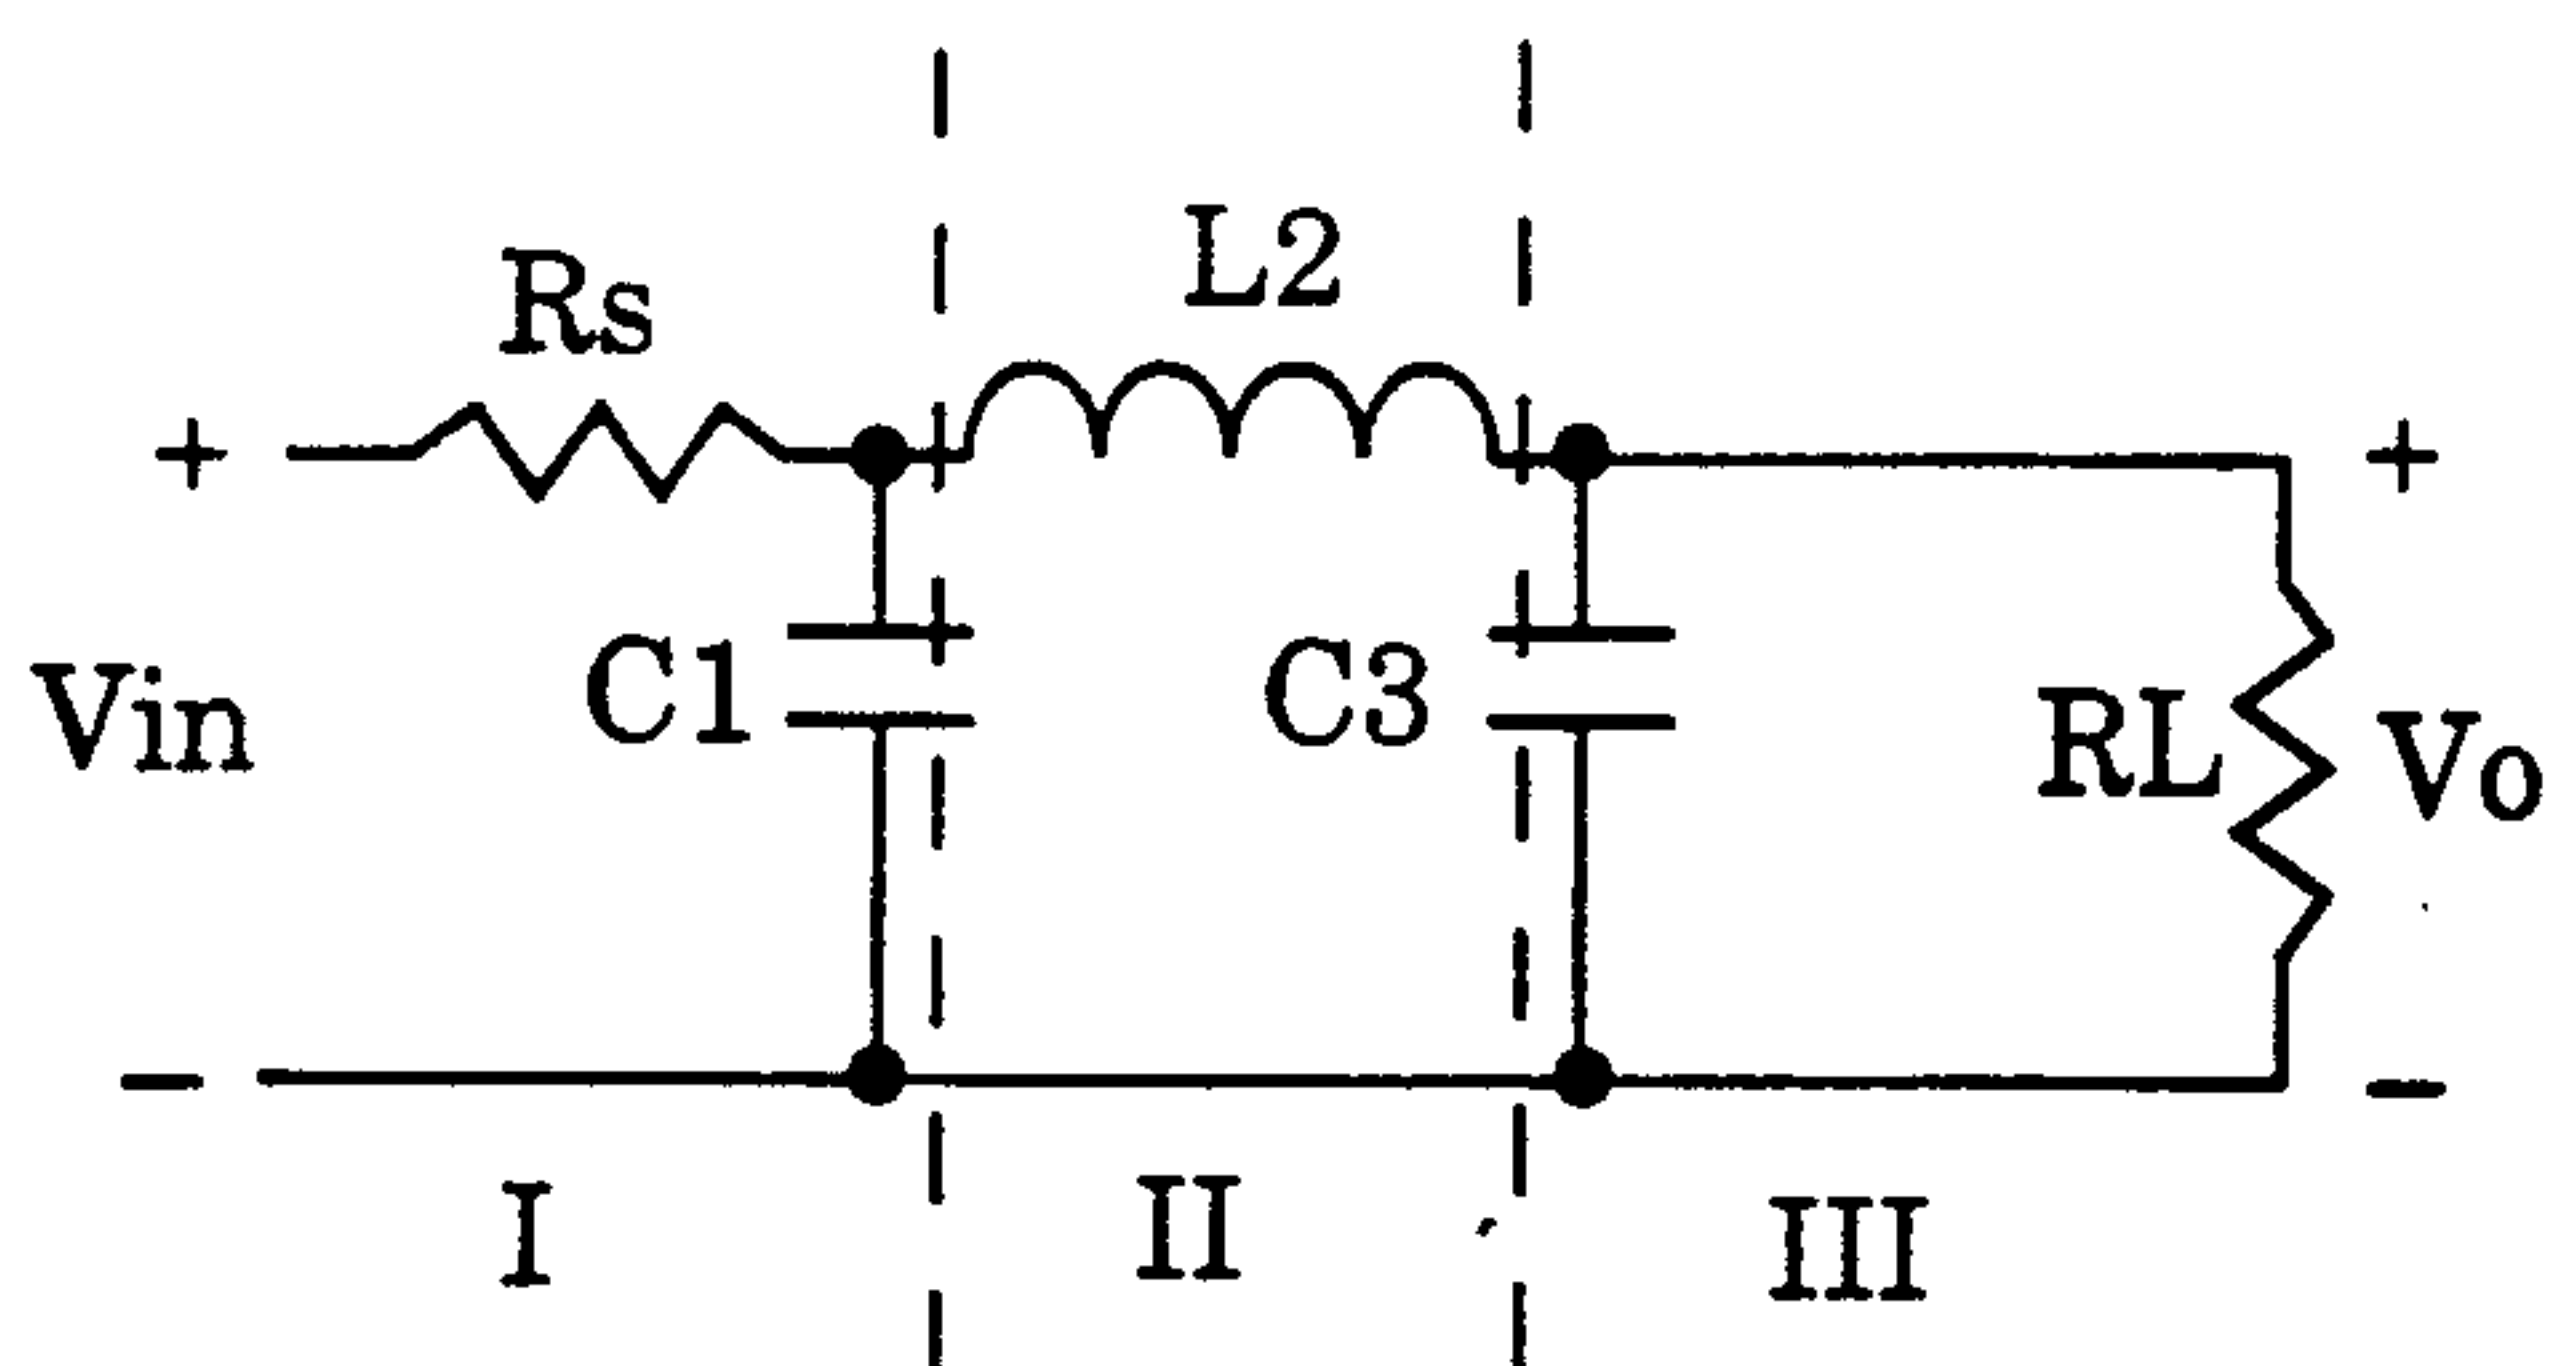 L2
Rs
+ +
Vin C1 C3 RL Vo
− −
I II III